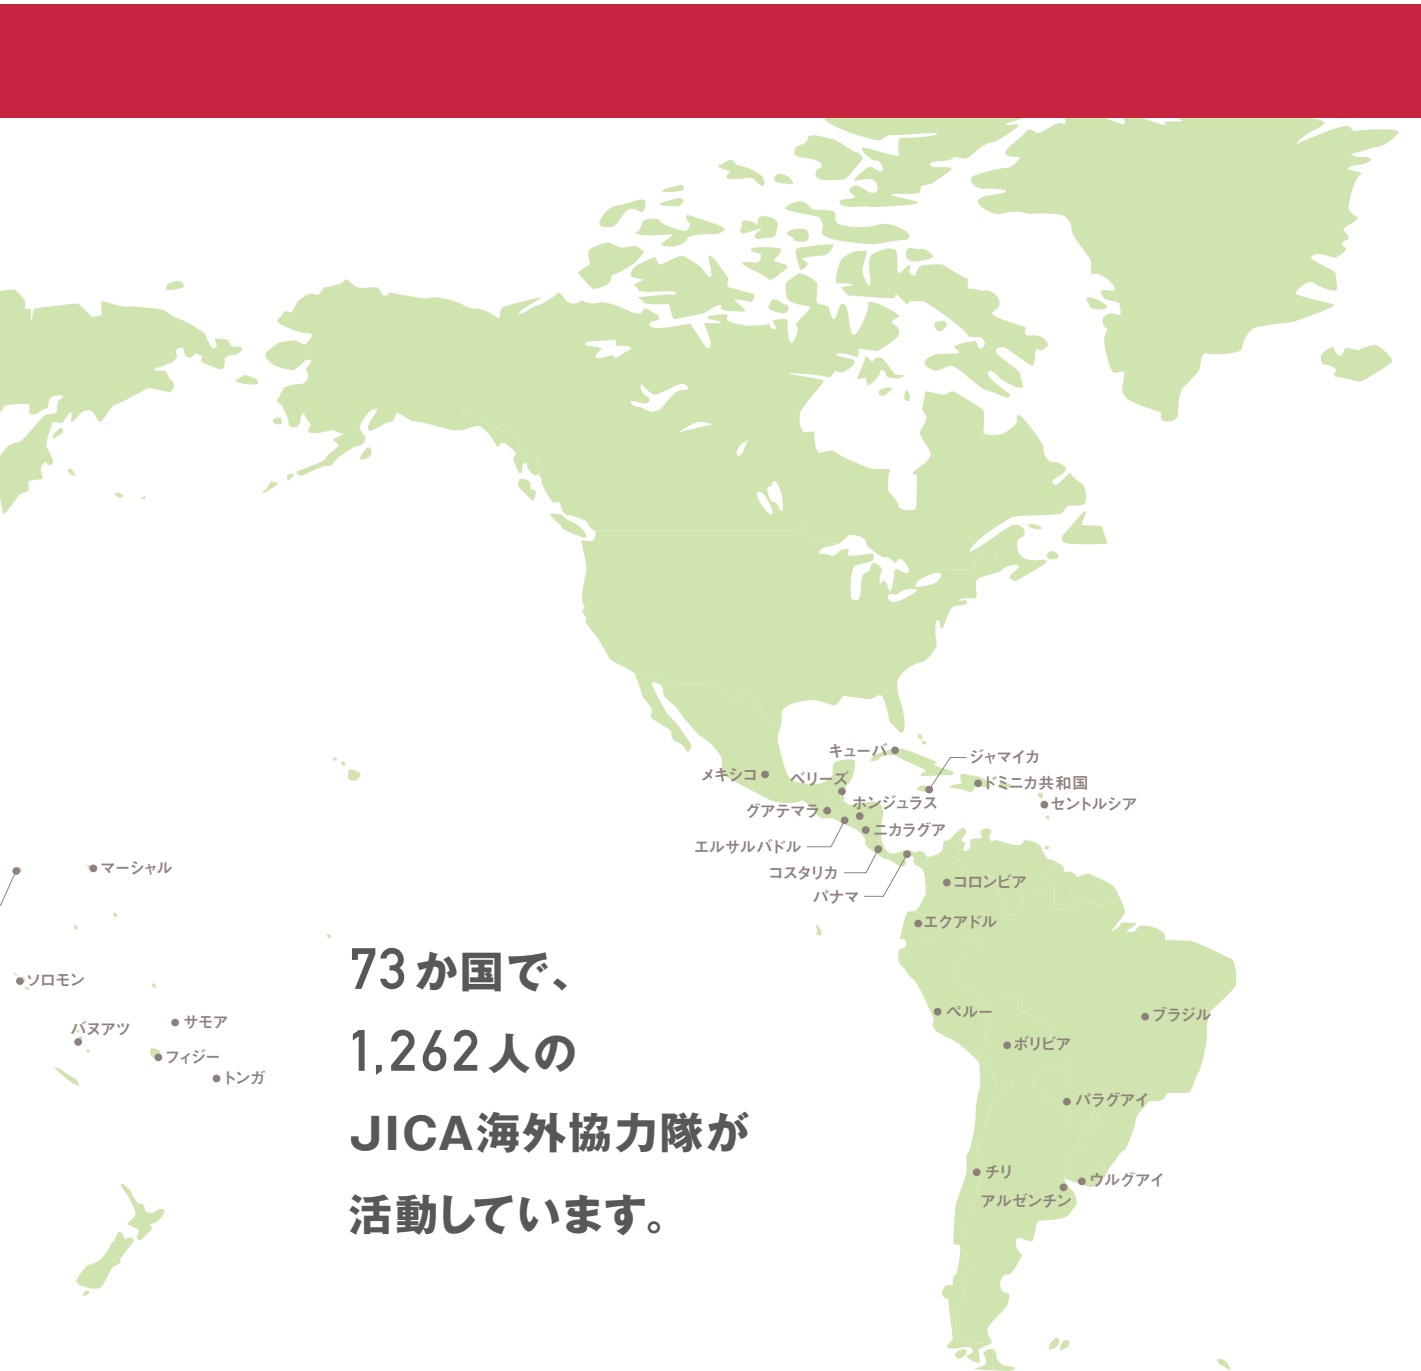 キューバ
ジャマイカ
メキシコ
ベリーズ
ドミニカ共和国
グアテマラ
ホンジュラス
セントルシア
ニカラグア
エルサルバドル
コスタリカ
パナマ
マーシャル
コロンビア
エクアドル
ソロモン
バヌアツ
サモア
フィジー
トンガ
ペルー
ブラジル
ボリビア
パラグアイ
チリ
ウルグアイ
アルゼンチン
73か国で、
1,262人の
JICA海外協力隊が
活動しています。